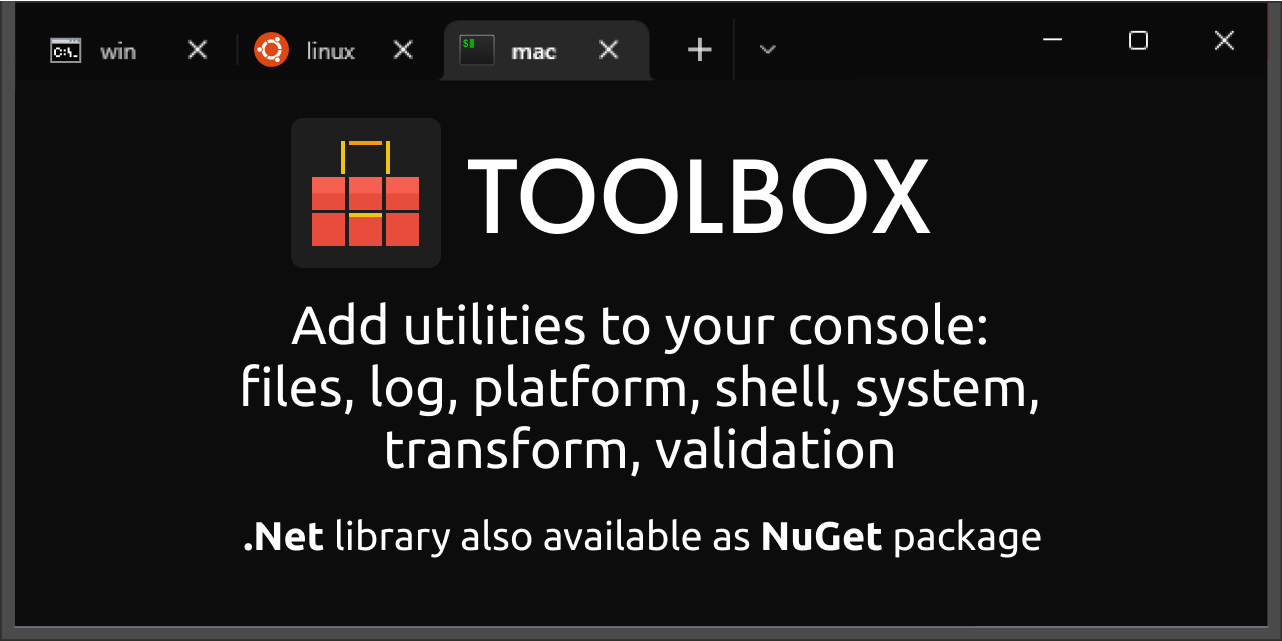 C:\. win linux $ mac
TOOLBOX
Add utilities to your console:
files, log, platform, shell, system,
transform, validation
.Net library also available as NuGet package